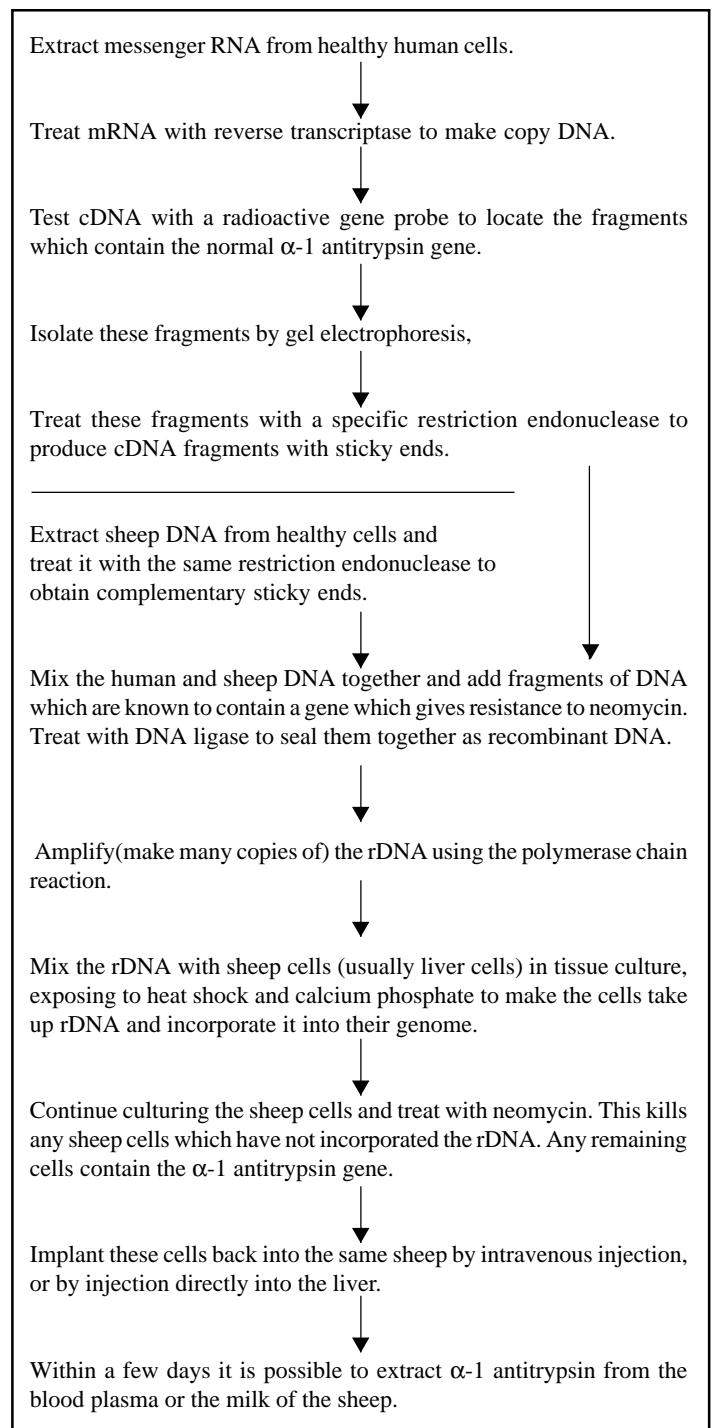 Extract messenger RNA from healthy human cells.
Treat mRNA with reverse transcriptase to make copy DNA.
Test cDNA with a radioactive gene probe to locate the fragments
which contain the normal α-1 antitrypsin gene.
Isolate these fragments by gel electrophoresis,
Treat these fragments with a specific restriction endonuclease to
produce cDNA fragments with sticky ends.
Extract sheep DNA from healthy cells and
treat it with the same restriction endonuclease to
obtain complementary sticky ends.
Mix the human and sheep DNA together and add fragments of DNA
which are known to contain a gene which gives resistance to neomycin.
Treat with DNA ligase to seal them together as recombinant DNA.
Amplify(make many copies of) the rDNA using the polymerase chain
reaction.
Mix the rDNA with sheep cells (usually liver cells) in tissue culture,
exposing to heat shock and calcium phosphate to make the cells take
up rDNA and incorporate it into their genome.
Continue culturing the sheep cells and treat with neomycin. This kills
any sheep cells which have not incorporated the rDNA. Any remaining
cells contain the α-1 antitrypsin gene.
Implant these cells back into the same sheep by intravenous injection,
or by injection directly into the liver.
Within a few days it is possible to extract α-1 antitrypsin from the
blood plasma or the milk of the sheep.